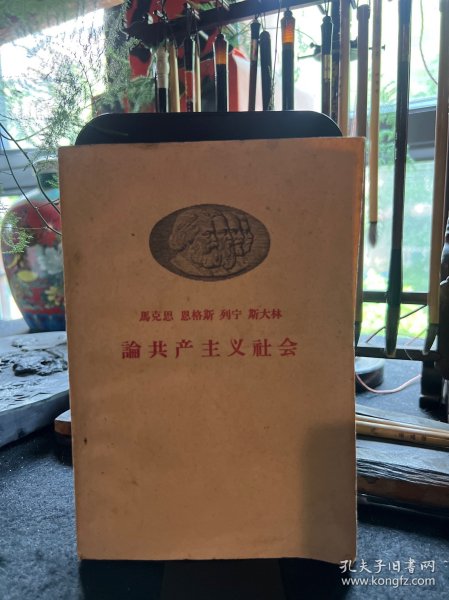 馬克思 恩格斯 列宁 斯大林
論共产主义社会
孔夫子旧书网
www.kongfz.com